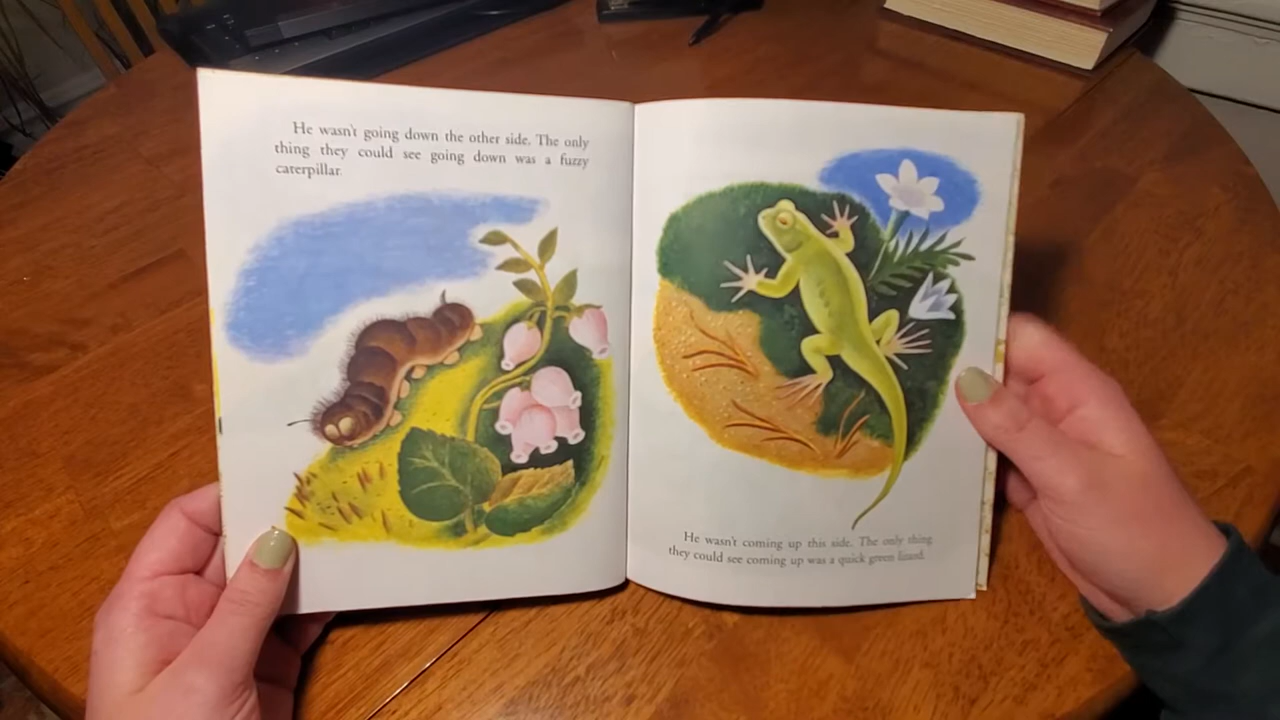 He wasn't going down the other side. The only
thing they could see going down was a fuzzy
caterpillar.
He wasn't coming up this side. The only thing
they could see coming up was a quick green lizard.